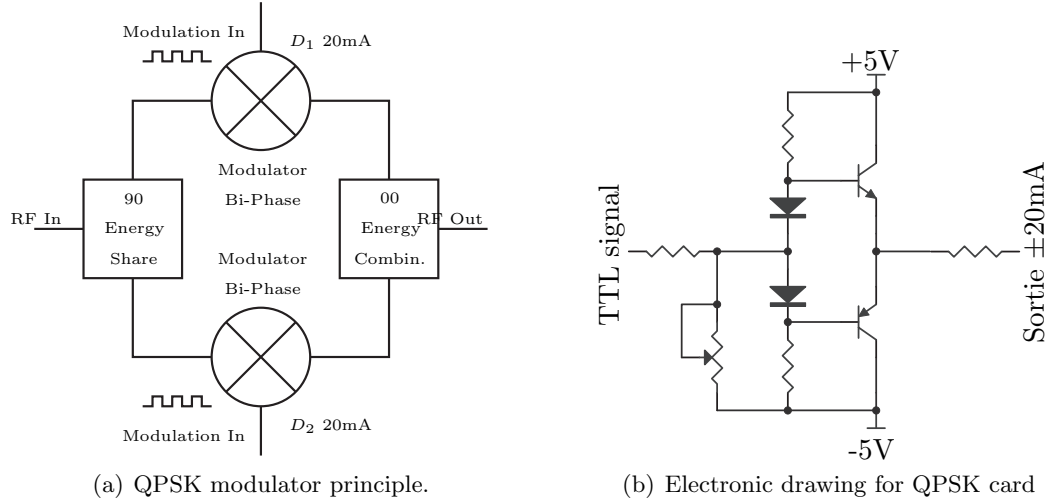 Modulation In
D1 20mA
Modulator
Bi-Phase
90
Energy
Share
00
Energy
Combin.
RF In
RF Out
Modulator
Bi-Phase
D2 20mA
Modulation In
(a) QPSK modulator principle.
+5V
TTL signal
Sortie ±20mA
-5V
(b) Electronic drawing for QPSK card